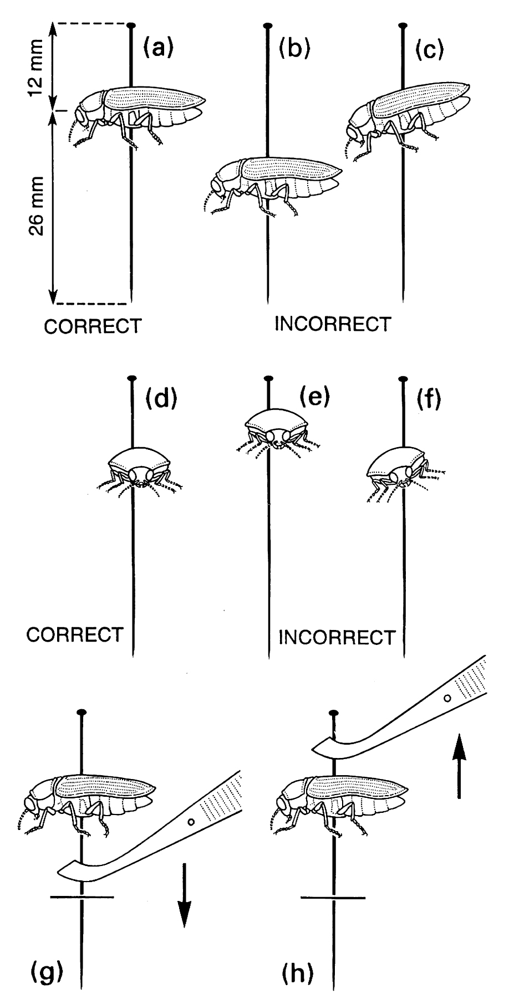 (a)
(b)
(c)
12 mm
26 mm
CORRECT
INCORRECT
(d)
(e)
(f)
CORRECT
INCORRECT
(g)
(h)